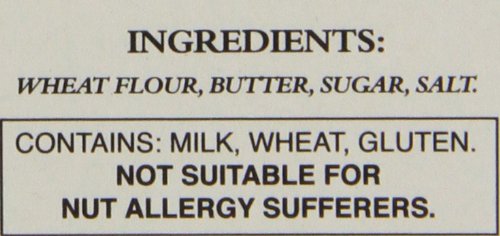 INGREDIENTS:
WHEAT FLOUR, BUTTER, SUGAR, SALT.
CONTAINS: MILK, WHEAT, GLUTEN.
NOT SUITABLE FOR
NUT ALLERGY SUFFERERS.